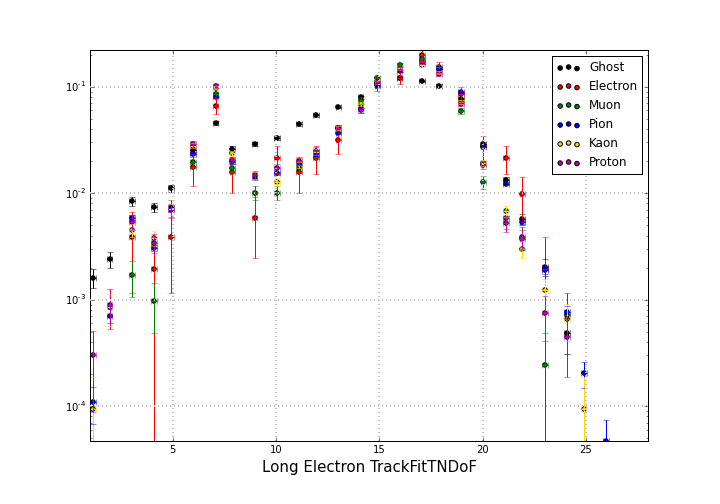 Ghost
Electron
Muon
Pion
Kaon
Proton
10^-1
10^-2
10^-3
10^-4
5 10 15 20 25
Long Electron TrackFitTNDoF